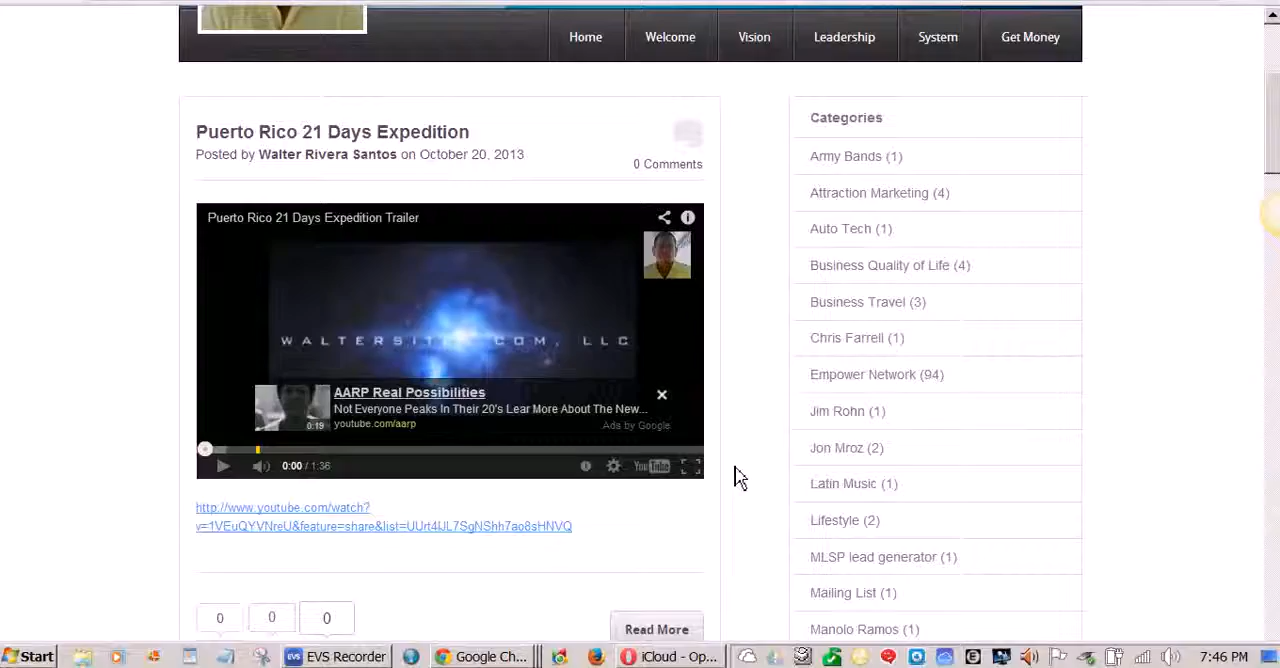 Home
Welcome
Vision
Leadership
System
Get Money
Puerto Rico 21 Days Expedition
Posted by Walter Rivera Santos on October 20, 2013
0 Comments
Puerto Rico 21 Days Expedition Trailer
AARP Real Possibilities
Not Everyone Peaks In Their 20's Lear More About The New...
youtube.com/aarp
Ads by Google
0:19
0:00 / 1:36
YouTube
http://www.youtube.com/watch?
0
0
0
Read More
Categories
Army Bands (1)
Attraction Marketing (4)
Auto Tech (1)
Business Quality of Life (4)
Business Travel (3)
Chris Farrell (1)
Empower Network (94)
Jim Rohn (1)
Jon Mroz (2)
Latin Music (1)
Lifestyle (2)
MLSP lead generator (1)
Mailing List (1)
Manolo Ramos (1)
Start
EVS Recorder
Google Ch...
iCloud - Op...
7:46 PM